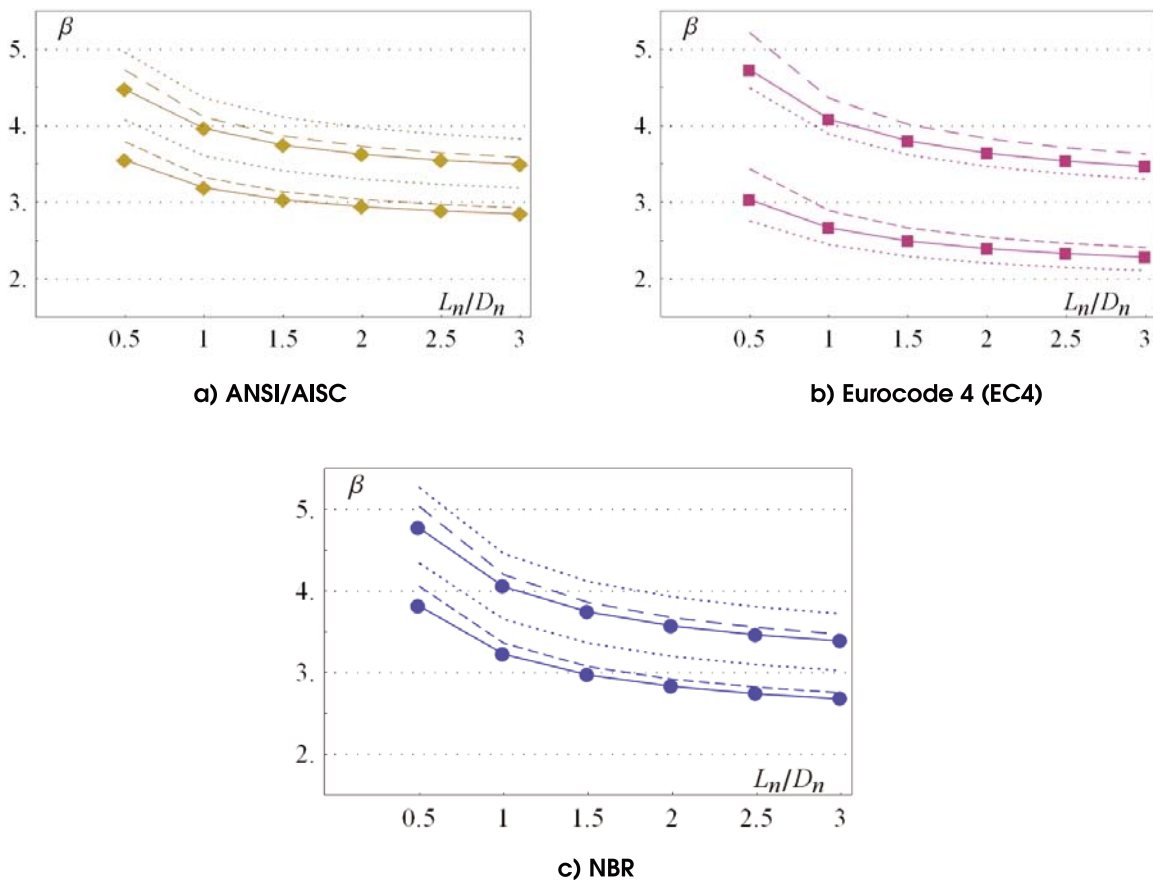 β
5.
4.
3.
2.
Lₙ/Dₙ
0.5 1 1.5 2 2.5 3
a) ANSI/AISC
β
5.
4.
3.
2.
Lₙ/Dₙ
0.5 1 1.5 2 2.5 3
b) Eurocode 4 (EC4)
β
5.
4.
3.
2.
Lₙ/Dₙ
0.5 1 1.5 2 2.5 3
c) NBR